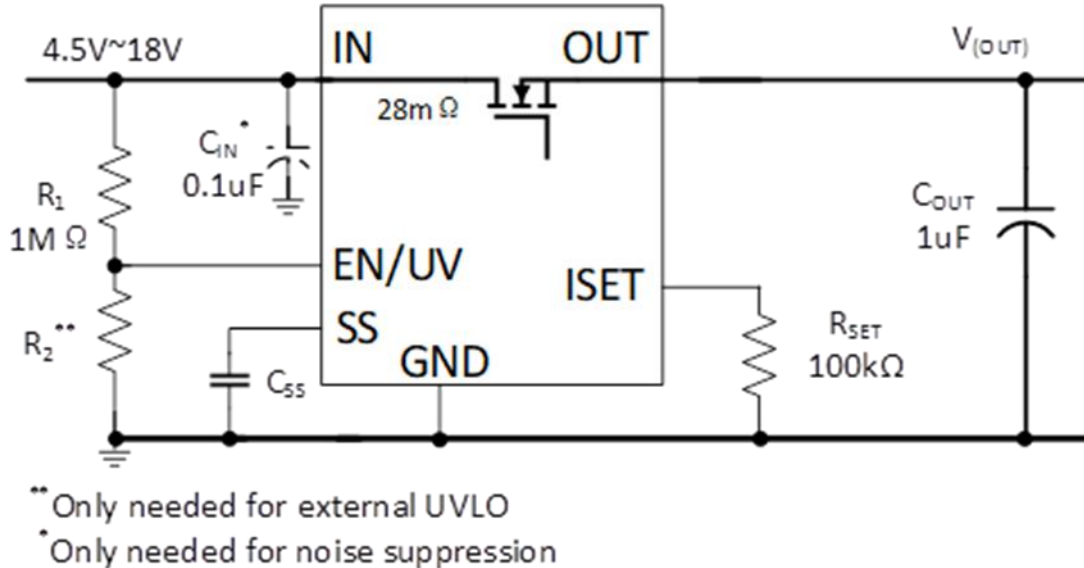 4.5V~18V
IN
OUT
V(OUT)
28mΩ
CIN*
0.1uF
R1
1MΩ
COUT
1uF
EN/UV
ISET
R2**
SS
RSET
100kΩ
GND
CSS
**Only needed for external UVLO
*Only needed for noise suppression